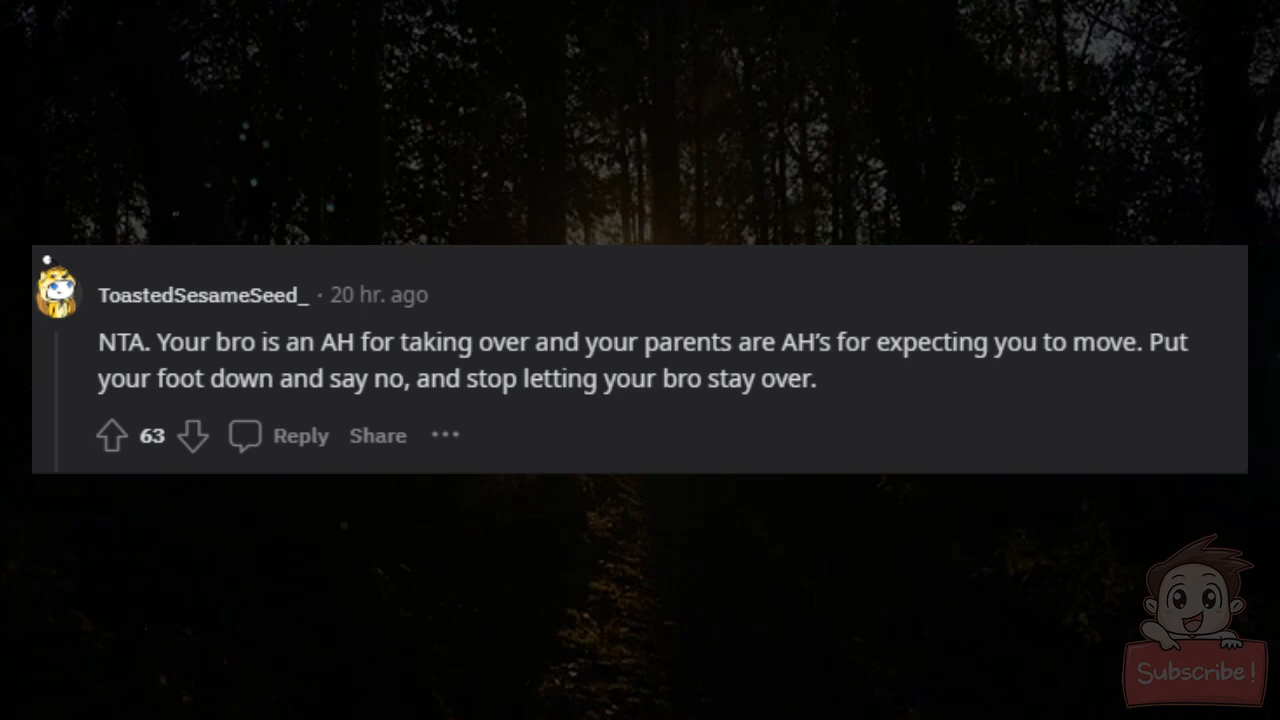 ToastedSesameSeed_ · 20 hr. ago
NTA. Your bro is an AH for taking over and your parents are AH’s for expecting you to move. Put
your foot down and say no, and stop letting your bro stay over.
63 Reply Share ···
Subscribe!